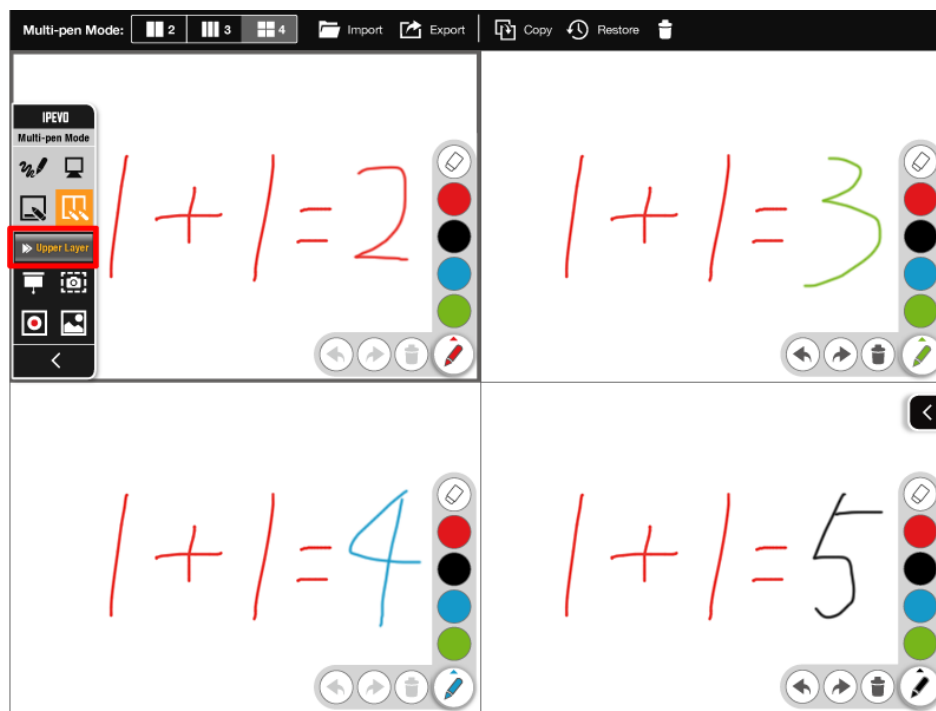 Multi-pen Mode: 2 3 4 Import Export Copy Restore
IPEVO
Multi-pen Mode
Upper Layer
1+1=2
1+1=3
1+1=4
1+1=5